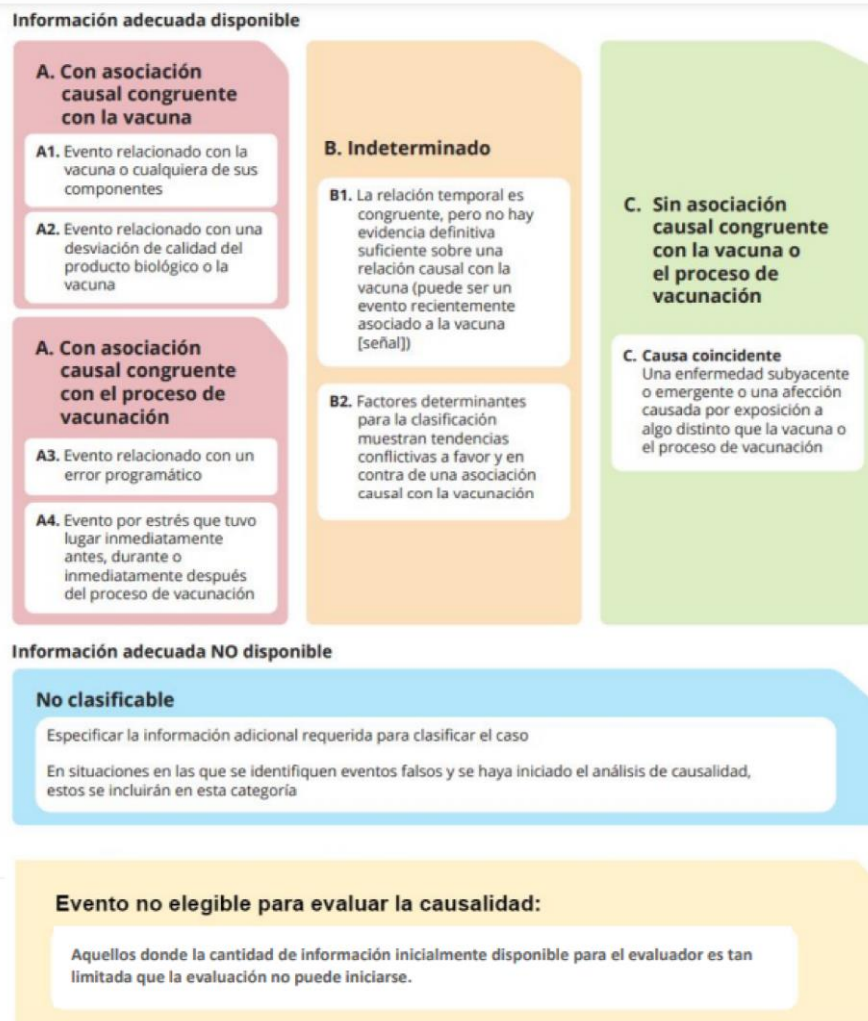 Información adecuada disponible
A. Con asociación
causal congruente
con la vacuna
A1. Evento relacionado con la
vacuna o cualquiera de sus
componentes
A2. Evento relacionado con una
desviación de calidad del
producto biológico o la
vacuna
A. Con asociación
causal congruente
con el proceso de
vacunación
A3. Evento relacionado con un
error programático
A4. Evento por estrés que tuvo
lugar inmediatamente
antes, durante o
inmediatamente después
del proceso de vacunación
B. Indeterminado
B1. La relación temporal es
congruente, pero no hay
evidencia definitiva
suficiente sobre una
relación causal con la
vacuna (puede ser un
evento recientemente
asociado a la vacuna
[señal])
B2. Factores determinantes
para la clasificación
muestran tendencias
conflictivas a favor y en
contra de una asociación
causal con la vacunación
C. Sin asociación
causal congruente
con la vacuna o
el proceso de
vacunación
C. Causa coincidente
Una enfermedad subyacente
o emergente o una afección
causada por exposición a
algo distinto que la vacuna o
el proceso de vacunación
Información adecuada NO disponible
No clasificable
Especificar la información adicional requerida para clasificar el caso
En situaciones en las que se identifiquen eventos falsos y se haya iniciado el análisis de causalidad,
estos se incluirán en esta categoría
Evento no elegible para evaluar la causalidad:
Aquellos donde la cantidad de información inicialmente disponible para el evaluador es tan
limitada que la evaluación no puede iniciarse.